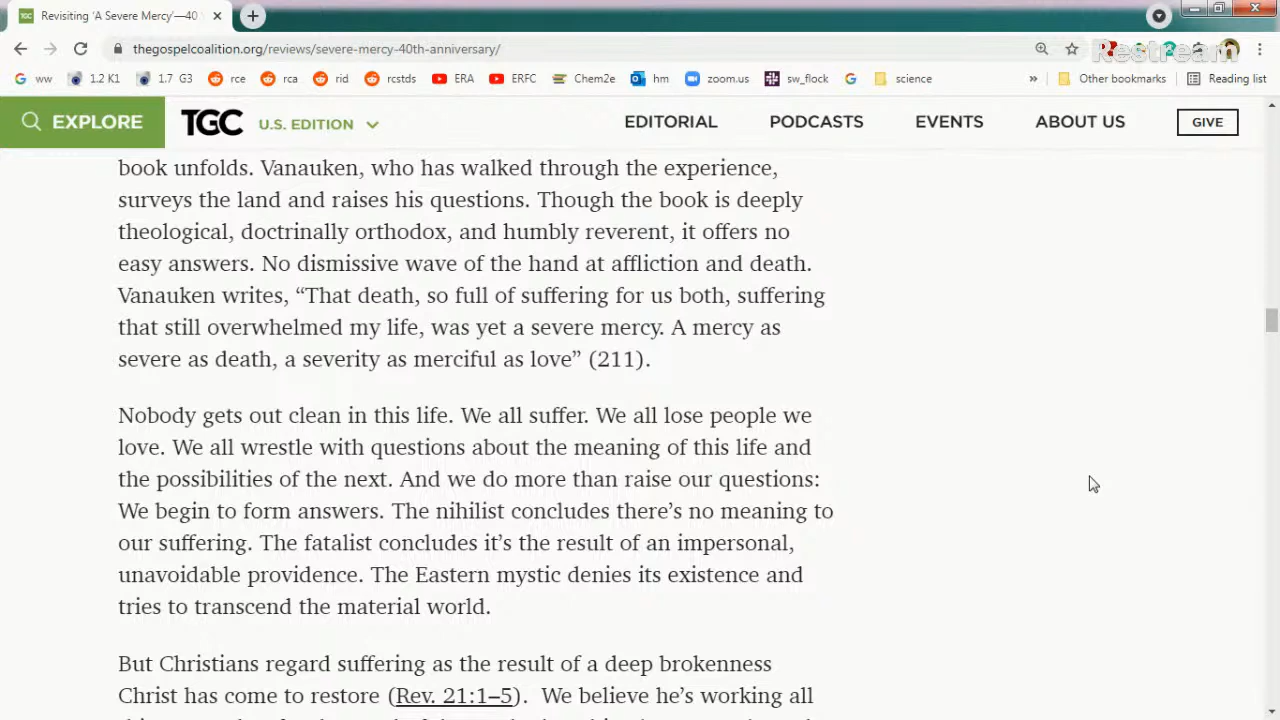 Revisiting 'A Severe Mercy'—40
thegospelcoalition.org/reviews/severe-mercy-40th-anniversary/
Restream
ww 1.2 K1 1.7 G3 rce rca rid rcstds ERA ERFC Chem2e hm zoom.us sw_flock science » Other bookmarks Reading list
EXPLORE TGC U.S. EDITION EDITORIAL PODCASTS EVENTS ABOUT US GIVE
book unfolds. Vanauken, who has walked through the experience,
surveys the land and raises his questions. Though the book is deeply
theological, doctrinally orthodox, and humbly reverent, it offers no
easy answers. No dismissive wave of the hand at affliction and death.
Vanauken writes, “That death, so full of suffering for us both, suffering
that still overwhelmed my life, was yet a severe mercy. A mercy as
severe as death, a severity as merciful as love” (211).
Nobody gets out clean in this life. We all suffer. We all lose people we
love. We all wrestle with questions about the meaning of this life and
the possibilities of the next. And we do more than raise our questions:
We begin to form answers. The nihilist concludes there’s no meaning to
our suffering. The fatalist concludes it’s the result of an impersonal,
unavoidable providence. The Eastern mystic denies its existence and
tries to transcend the material world.
But Christians regard suffering as the result of a deep brokenness
Christ has come to restore (Rev. 21:1–5). We believe he’s working all